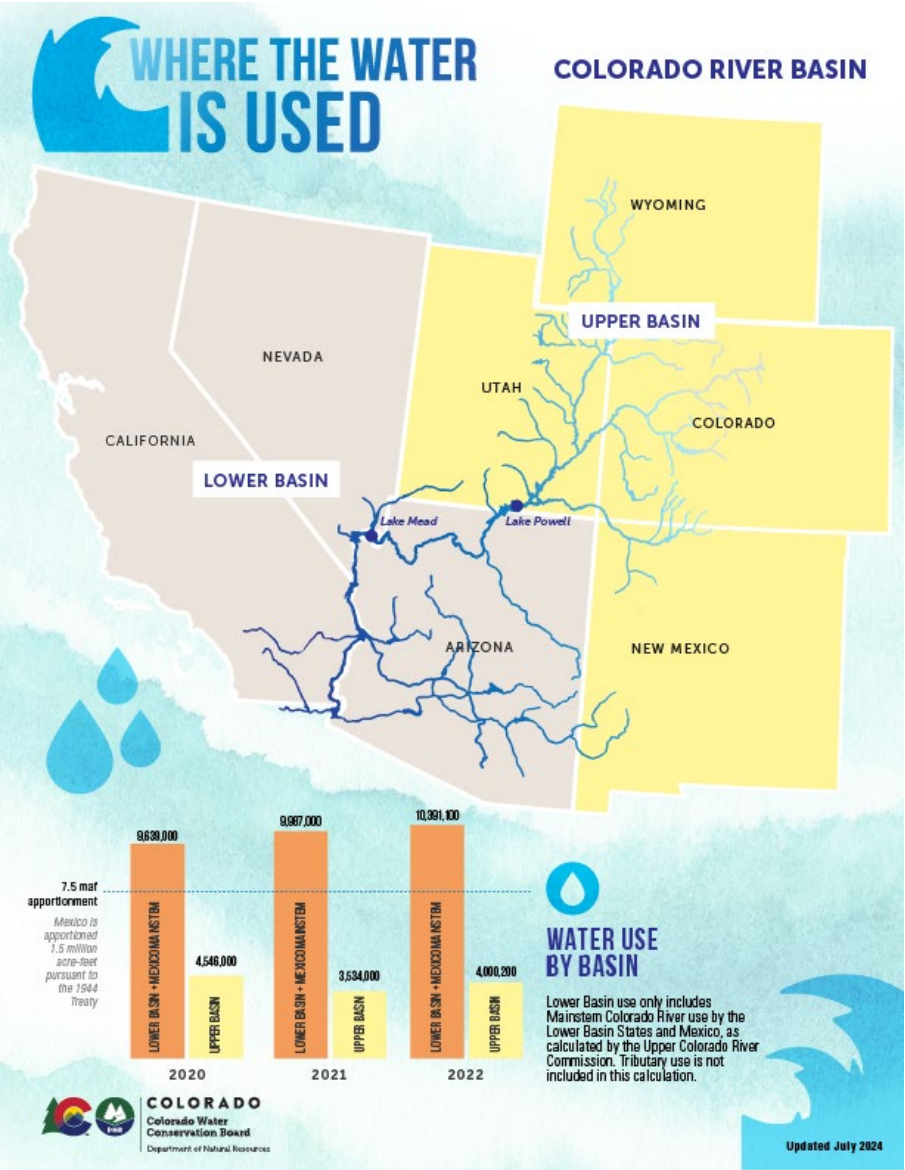 WHERE THE WATER
IS USED
COLORADO RIVER BASIN
WYOMING
UPPER BASIN
NEVADA
UTAH
COLORADO
CALIFORNIA
LOWER BASIN
Lake Mead
Lake Powell
ARIZONA
NEW MEXICO
9,639,000
9,987,000
10,391,100
7.5 maf
apportionment
Mexico is
apportioned
1.5 million
acre-feet
pursuant to
the 1944
Treaty
LOWER BASIN + MEXICO MAINSTEM
4,546,000
UPPER BASIN
LOWER BASIN + MEXICO MAINSTEM
3,534,000
UPPER BASIN
LOWER BASIN + MEXICO MAINSTEM
4,000,200
UPPER BASIN
2020
2021
2022
WATER USE
BY BASIN
Lower Basin use only includes
Mainstem Colorado River use by the
Lower Basin States and Mexico, as
calculated by the Upper Colorado River
Commission. Tributary use is not
included in this calculation.
COLORADO
Colorado Water
Conservation Board
Department of Natural Resources
Updated July 2024